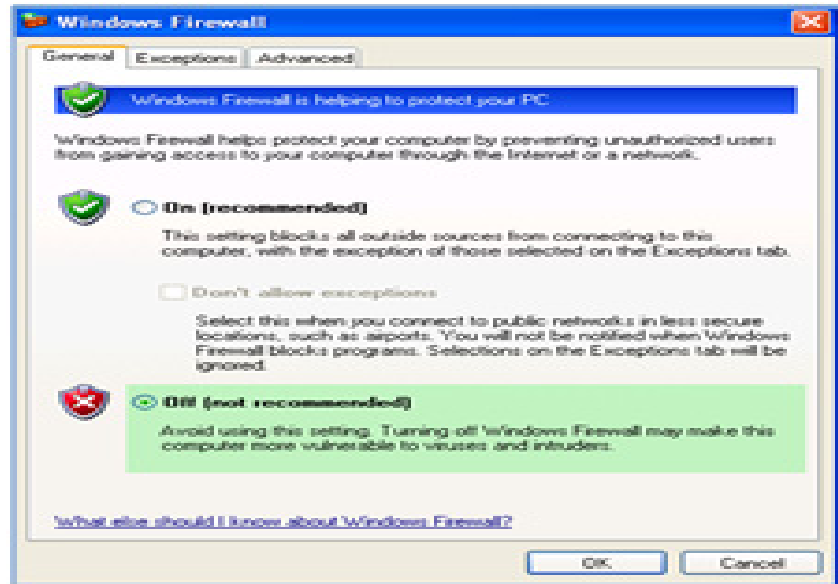 Windows Firewall
General Exceptions Advanced
Windows Firewall is helping to protect your PC
Windows Firewall helps protect your computer by preventing unauthorized users
from gaining access to your computer through the Internet or a network.
On (recommended)
This setting blocks all outside sources from connecting to this
computer, with the exception of those selected on the Exceptions tab.
Don't allow exceptions
Select this when you connect to public networks in less secure
locations, such as airports. You will not be notified when Windows
Firewall blocks programs. Selections on the Exceptions tab will be
ignored.
Off (not recommended)
Avoid using this setting. Turning off Windows Firewall may make this
computer more vulnerable to viruses and intruders.
What else should I know about Windows Firewall?
OK Cancel